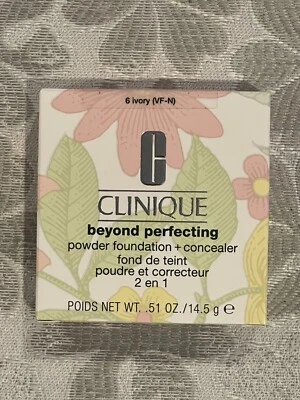 6 ivory (VF-N)
C
CLINIQUE
beyond perfecting
powder foundation + concealer
fond de teint
poudre et correcteur
2 en 1
POIDS NET WT. .51 OZ./14.5 g ℮